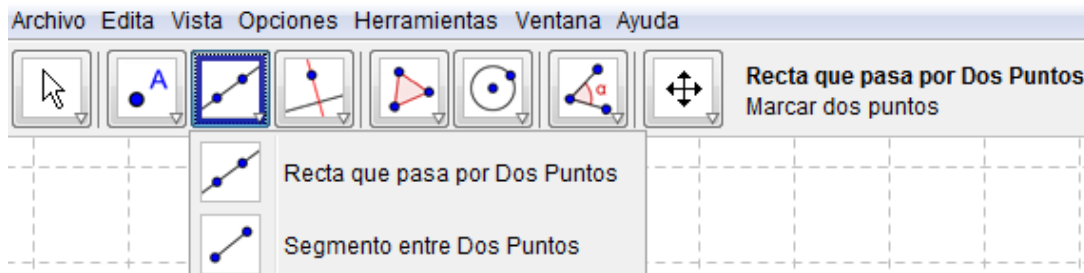 Archivo Edita Vista Opciones Herramientas Ventana Ayuda
A
α
Recta que pasa por Dos Puntos
Marcar dos puntos
Recta que pasa por Dos Puntos
Segmento entre Dos Puntos